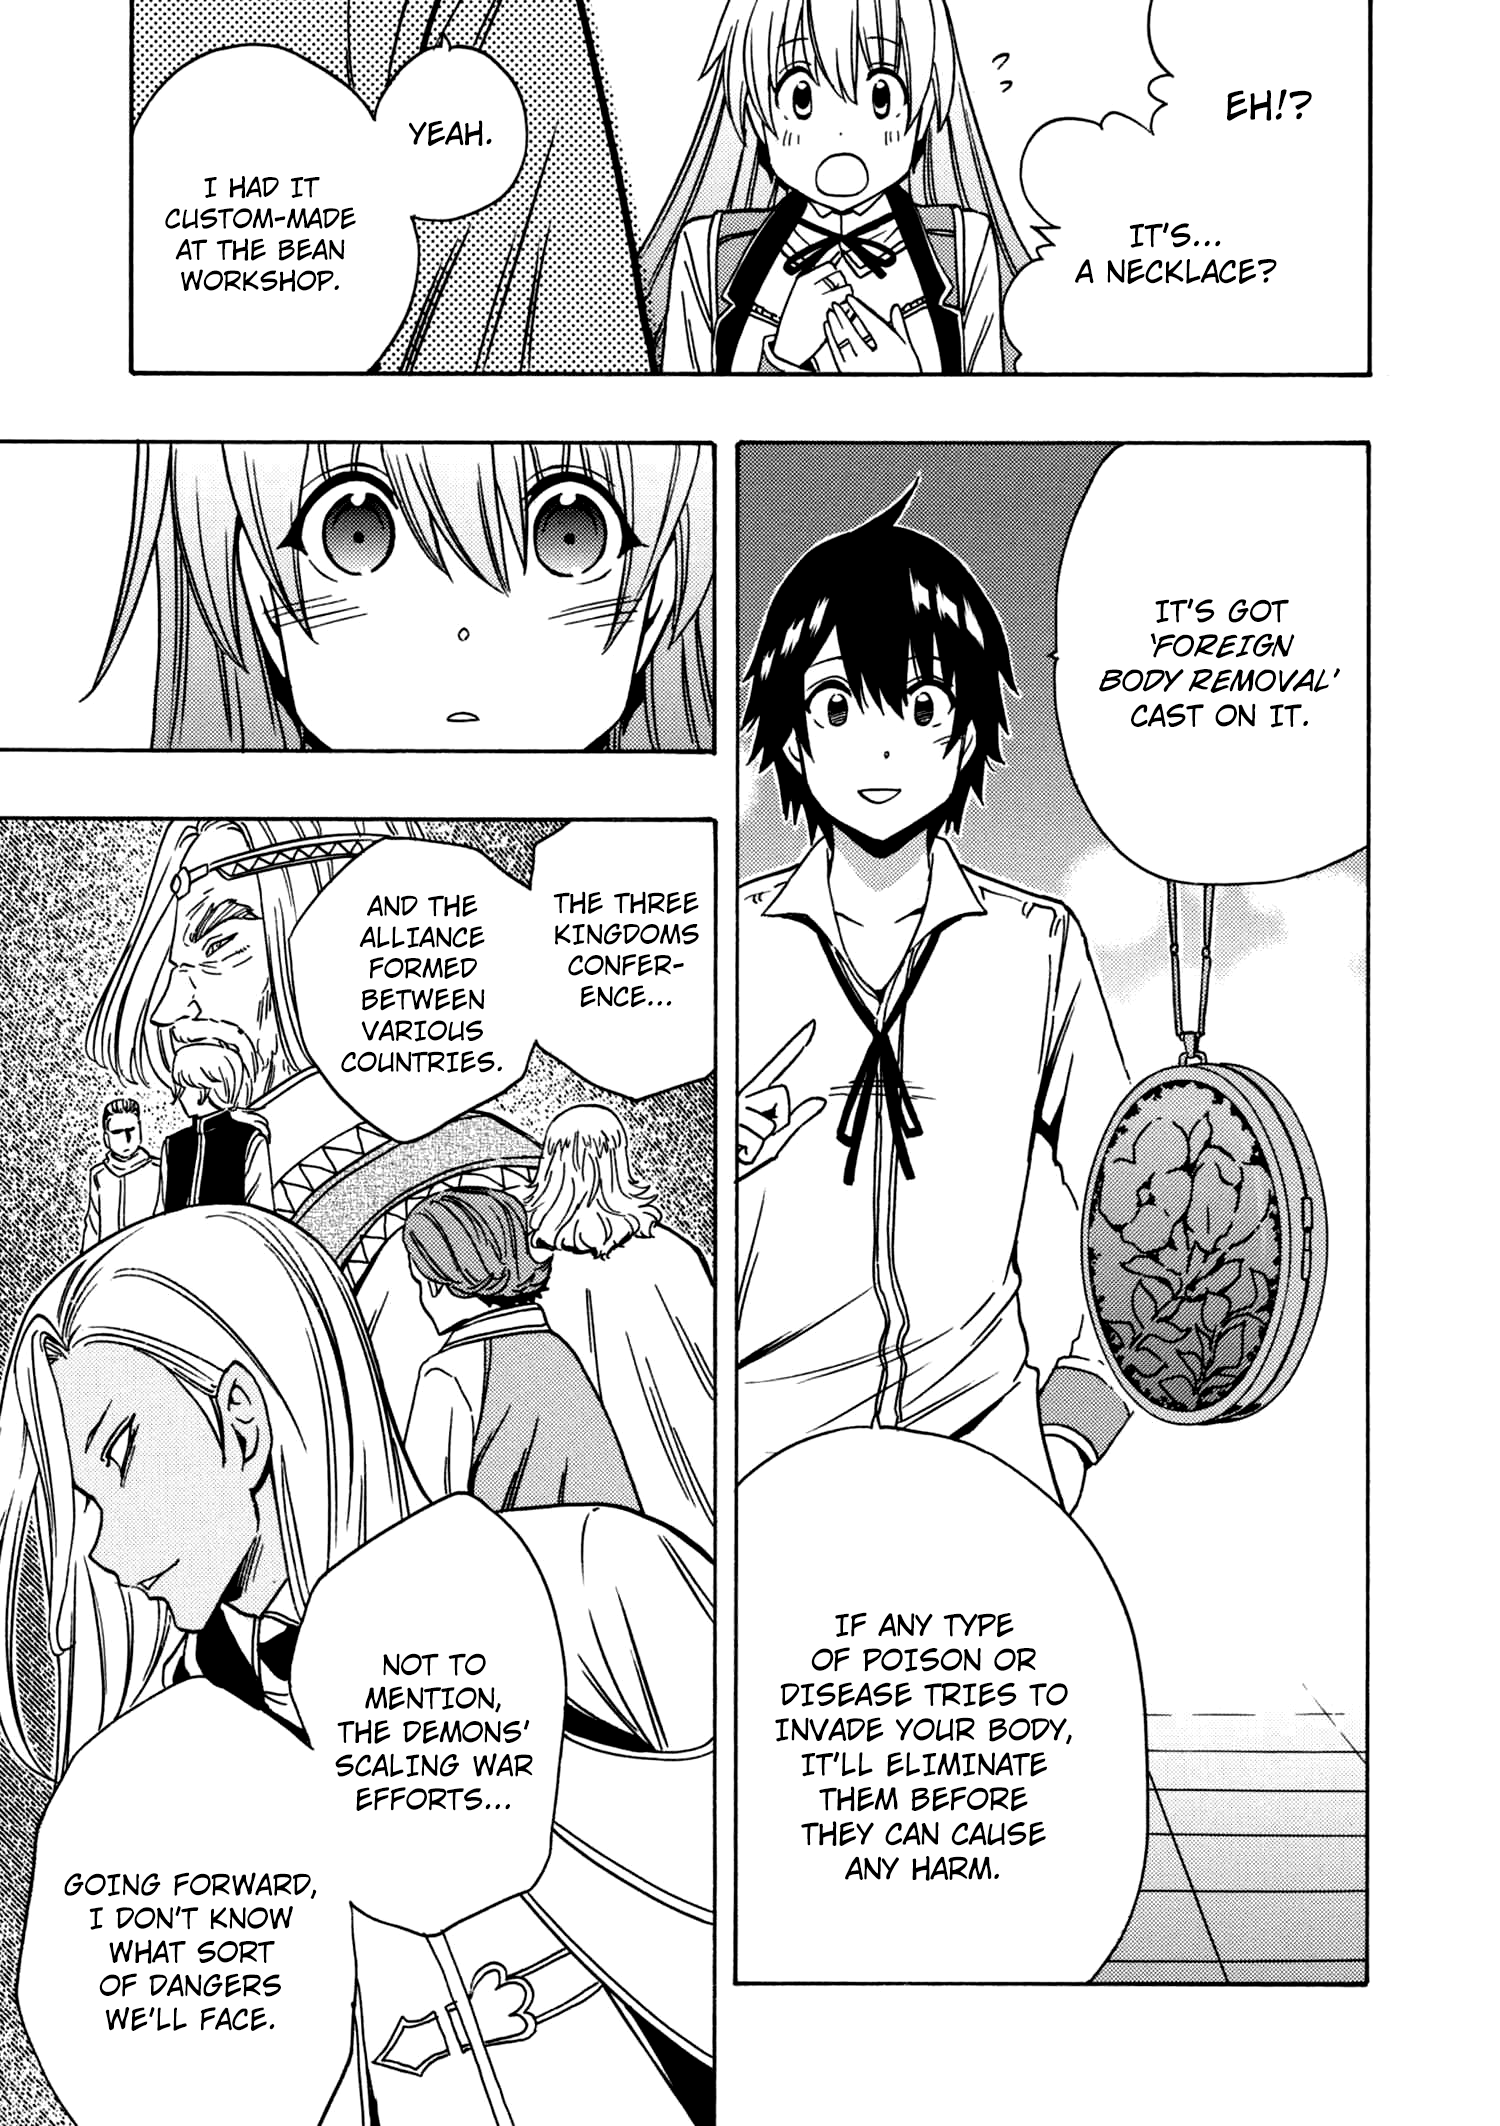 EH!?
IT'S...
A NECKLACE?
YEAH.
I HAD IT
CUSTOM-MADE
AT THE BEAN
WORKSHOP.
IT'S GOT
'FOREIGN
BODY REMOVAL'
CAST ON IT.
IF ANY TYPE
OF POISON OR
DISEASE TRIES TO
INVADE YOUR BODY,
IT'LL ELIMINATE
THEM BEFORE
THEY CAN CAUSE
ANY HARM.
THE THREE
KINGDOMS
CONFER-
ENCE...
AND THE
ALLIANCE
FORMED
BETWEEN
VARIOUS
COUNTRIES.
NOT TO
MENTION,
THE DEMONS'
SCALING WAR
EFFORTS...
GOING FORWARD,
I DON'T KNOW
WHAT SORT
OF DANGERS
WE'LL FACE.